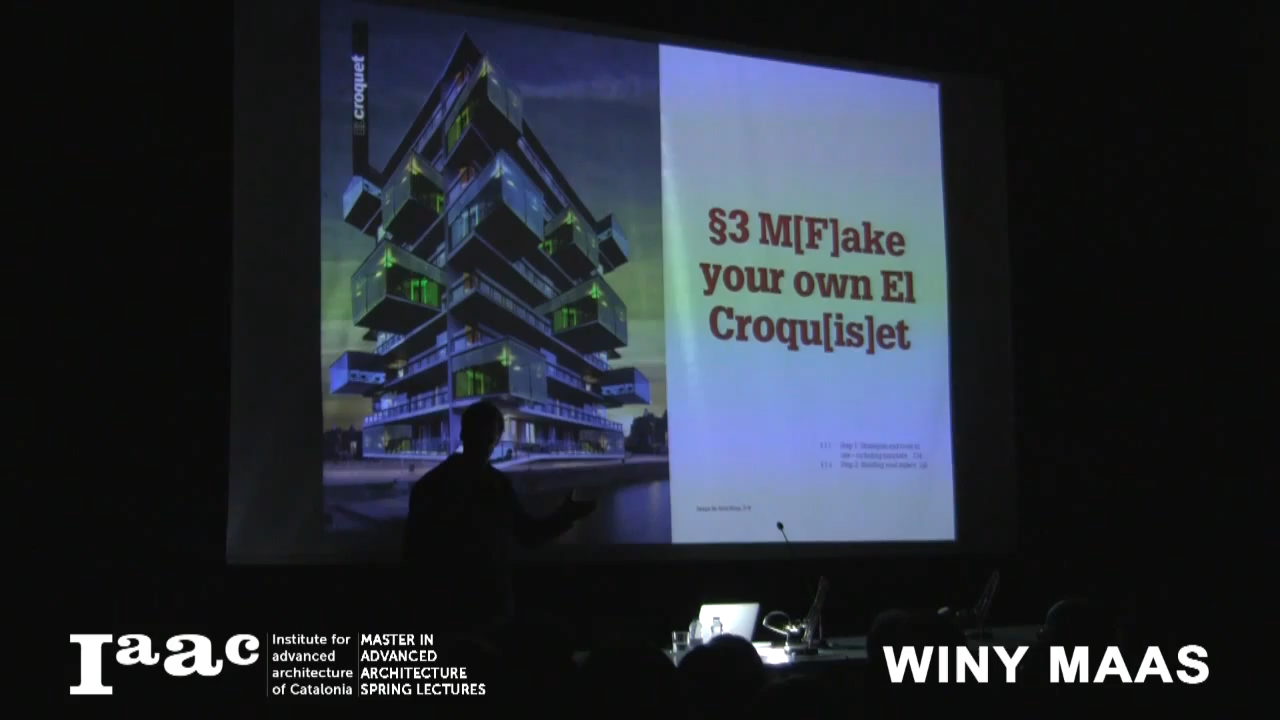 croquet
§3 M[F]ake
your own El
Croqu[is]et
Iaac
Institute for
advanced
architecture
of Catalonia
MASTER IN
ADVANCED
ARCHITECTURE
SPRING LECTURES
WINY MAAS